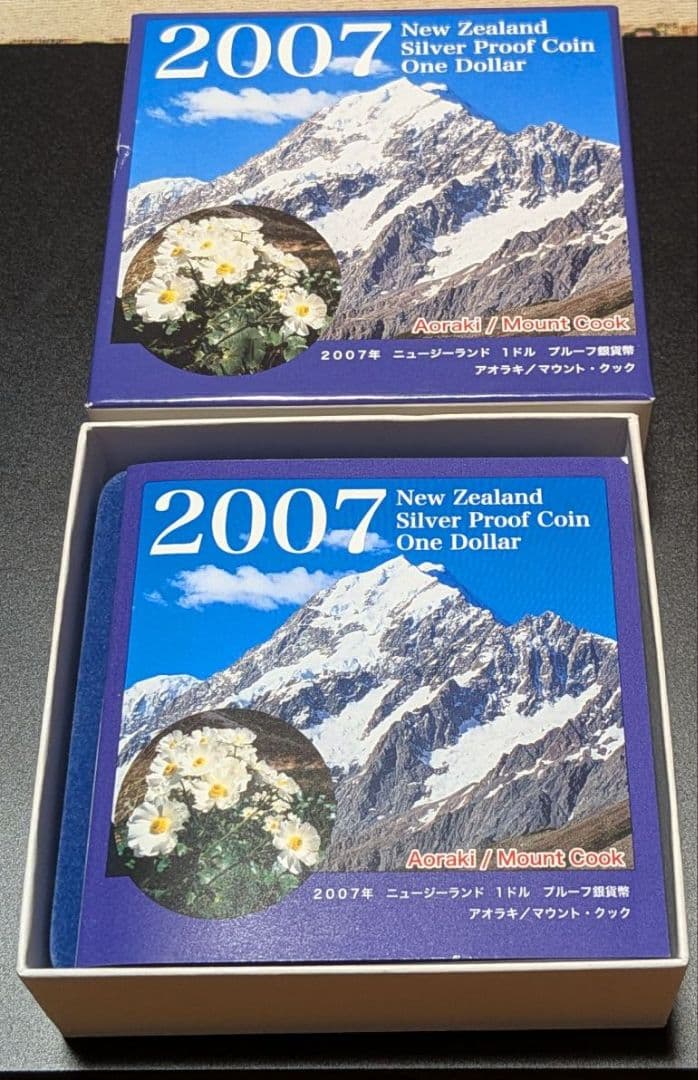 2007
New Zealand
Silver Proof Coin
One Dollar
Aoraki / Mount Cook
2007年 ニュージーランド 1ドル プルーフ銀貨幣
アオラキ／マウント・クック
2007
New Zealand
Silver Proof Coin
One Dollar
Aoraki / Mount Cook
2007年 ニュージーランド 1ドル プルーフ銀貨幣
アオラキ／マウント・クック